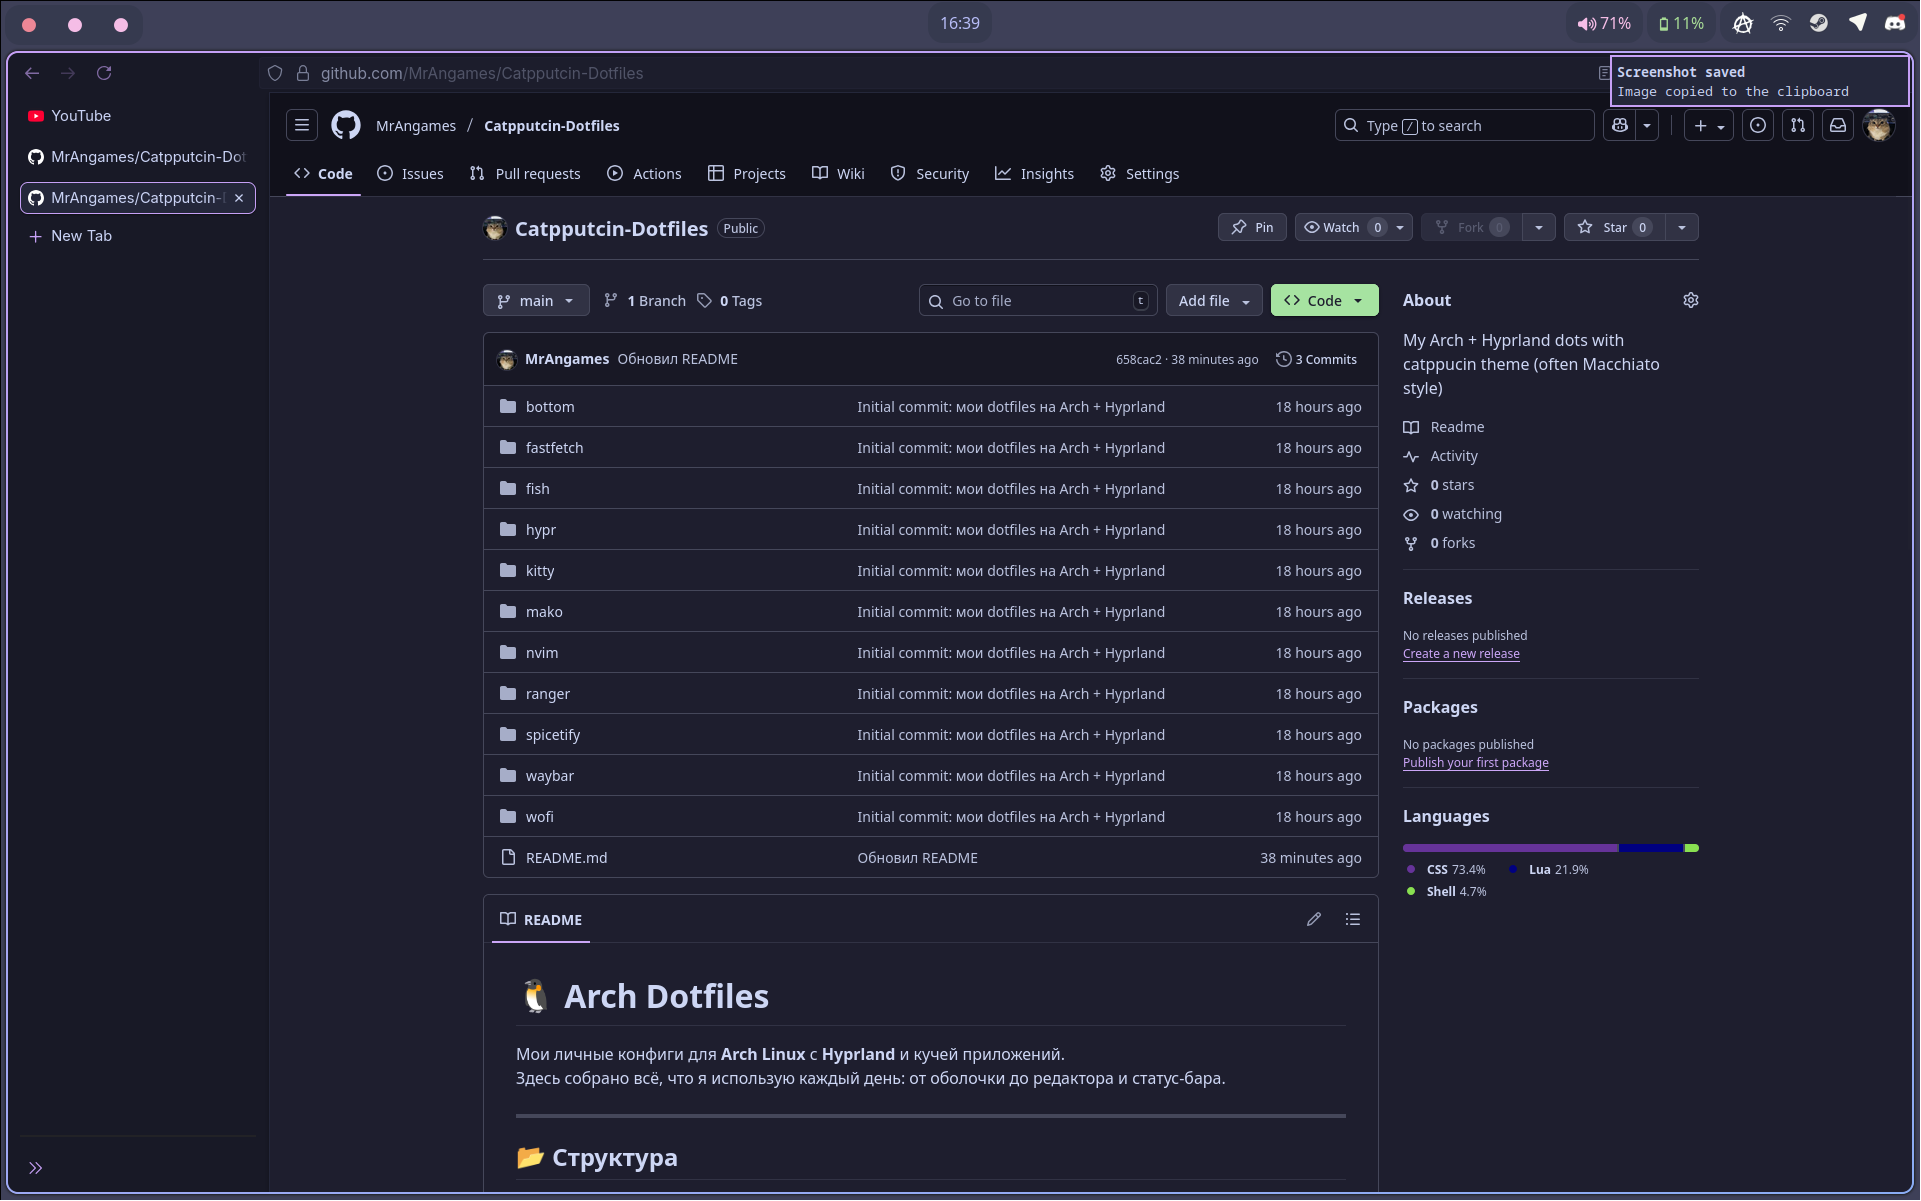 16:39
71%
11%
github.com/MrAngames/Catpputcin-Dotfiles
Screenshot saved
Image copied to the clipboard
YouTube
MrAngames/Catpputcin-Dot
MrAngames/Catpputcin-
New Tab
MrAngames / Catpputcin-Dotfiles
Type / to search
Code
Issues
Pull requests
Actions
Projects
Wiki
Security
Insights
Settings
Catpputcin-Dotfiles Public
Pin
Watch 0
Fork 0
Star 0
main
1 Branch
0 Tags
Go to file t
Add file
Code
MrAngames Обновил README 658cac2 · 38 minutes ago 3 Commits
bottom Initial commit: мои dotfiles на Arch + Hyprland 18 hours ago
fastfetch Initial commit: мои dotfiles на Arch + Hyprland 18 hours ago
fish Initial commit: мои dotfiles на Arch + Hyprland 18 hours ago
hypr Initial commit: мои dotfiles на Arch + Hyprland 18 hours ago
kitty Initial commit: мои dotfiles на Arch + Hyprland 18 hours ago
mako Initial commit: мои dotfiles на Arch + Hyprland 18 hours ago
nvim Initial commit: мои dotfiles на Arch + Hyprland 18 hours ago
ranger Initial commit: мои dotfiles на Arch + Hyprland 18 hours ago
spicetify Initial commit: мои dotfiles на Arch + Hyprland 18 hours ago
waybar Initial commit: мои dotfiles на Arch + Hyprland 18 hours ago
wofi Initial commit: мои dotfiles на Arch + Hyprland 18 hours ago
README.md Обновил README 38 minutes ago
README
Arch Dotfiles
Мои личные конфиги для Arch Linux с Hyprland и кучей приложений.
Здесь собрано всё, что я использую каждый день: от оболочки до редактора и статус-бара.
Структура
About
My Arch + Hyprland dots with
catppucin theme (often Macchiato
style)
Readme
Activity
0 stars
0 watching
0 forks
Releases
No releases published
Create a new release
Packages
No packages published
Publish your first package
Languages
CSS 73.4%
Lua 21.9%
Shell 4.7%